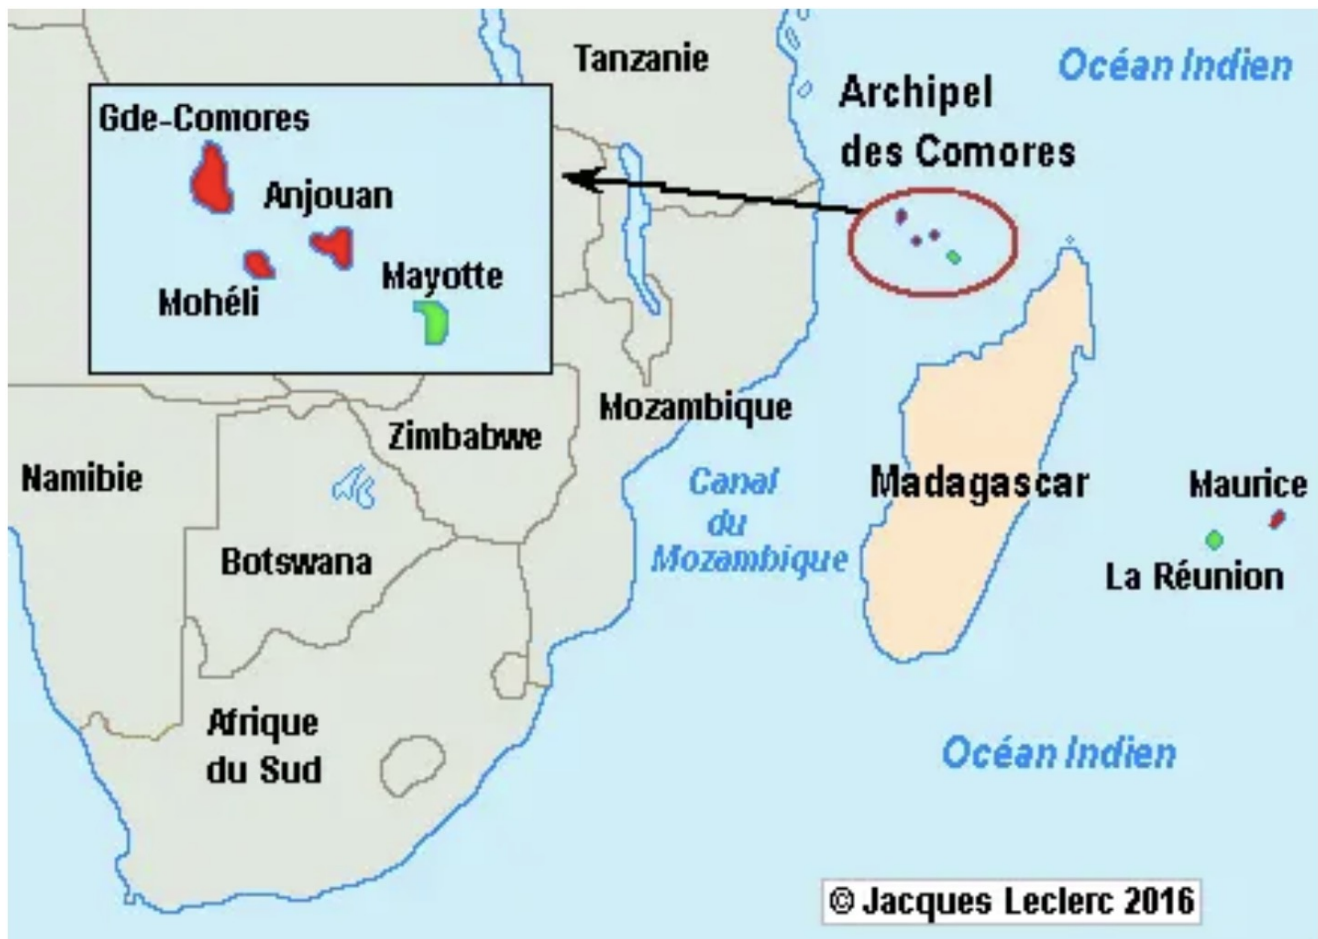 Tanzanie
Océan Indien
Archipel
des Comores
Gde-Comores
Anjouan
Mayotte
Mohéli
Mozambique
Zimbabwe
Namibie
Botswana
Canal
du
Mozambique
Madagascar
Maurice
La Réunion
Afrique
du Sud
Océan Indien
© Jacques Leclerc 2016